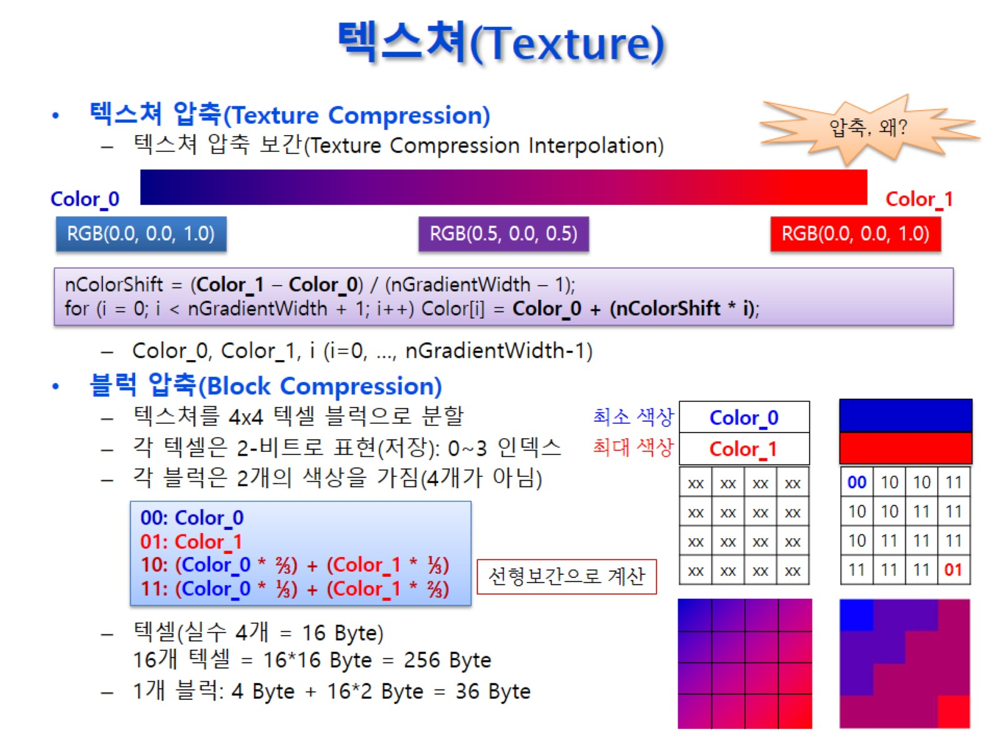 텍스쳐(Texture)
• 텍스쳐 압축(Texture Compression)
압축, 왜?
– 텍스쳐 압축 보간(Texture Compression Interpolation)
Color_0
Color_1
RGB(0.0, 0.0, 1.0)
RGB(0.5, 0.0, 0.5)
RGB(0.0, 0.0, 1.0)
nColorShift = (Color_1 – Color_0) / (nGradientWidth – 1);
for (i = 0; i < nGradientWidth + 1; i++) Color[i] = Color_0 + (nColorShift * i);
– Color_0, Color_1, i (i=0, ..., nGradientWidth-1)
• 블럭 압축(Block Compression)
– 텍스쳐를 4x4 텍셀 블럭으로 분할
– 각 텍셀은 2-비트로 표현(저장): 0~3 인덱스
– 각 블럭은 2개의 색상을 가짐(4개가 아님)
00: Color_0
01: Color_1
10: (Color_0 * ⅔) + (Color_1 * ⅓)
11: (Color_0 * ⅓) + (Color_1 * ⅔)
선형보간으로 계산
– 텍셀(실수 4개 = 16 Byte)
16개 텍셀 = 16*16 Byte = 256 Byte
– 1개 블럭: 4 Byte + 16*2 Byte = 36 Byte
최소 색상 Color_0
최대 색상 Color_1
xx xx xx xx
xx xx xx xx
xx xx xx xx
xx xx xx xx
00 10 10 11
10 10 11 11
10 11 11 11
11 11 11 01